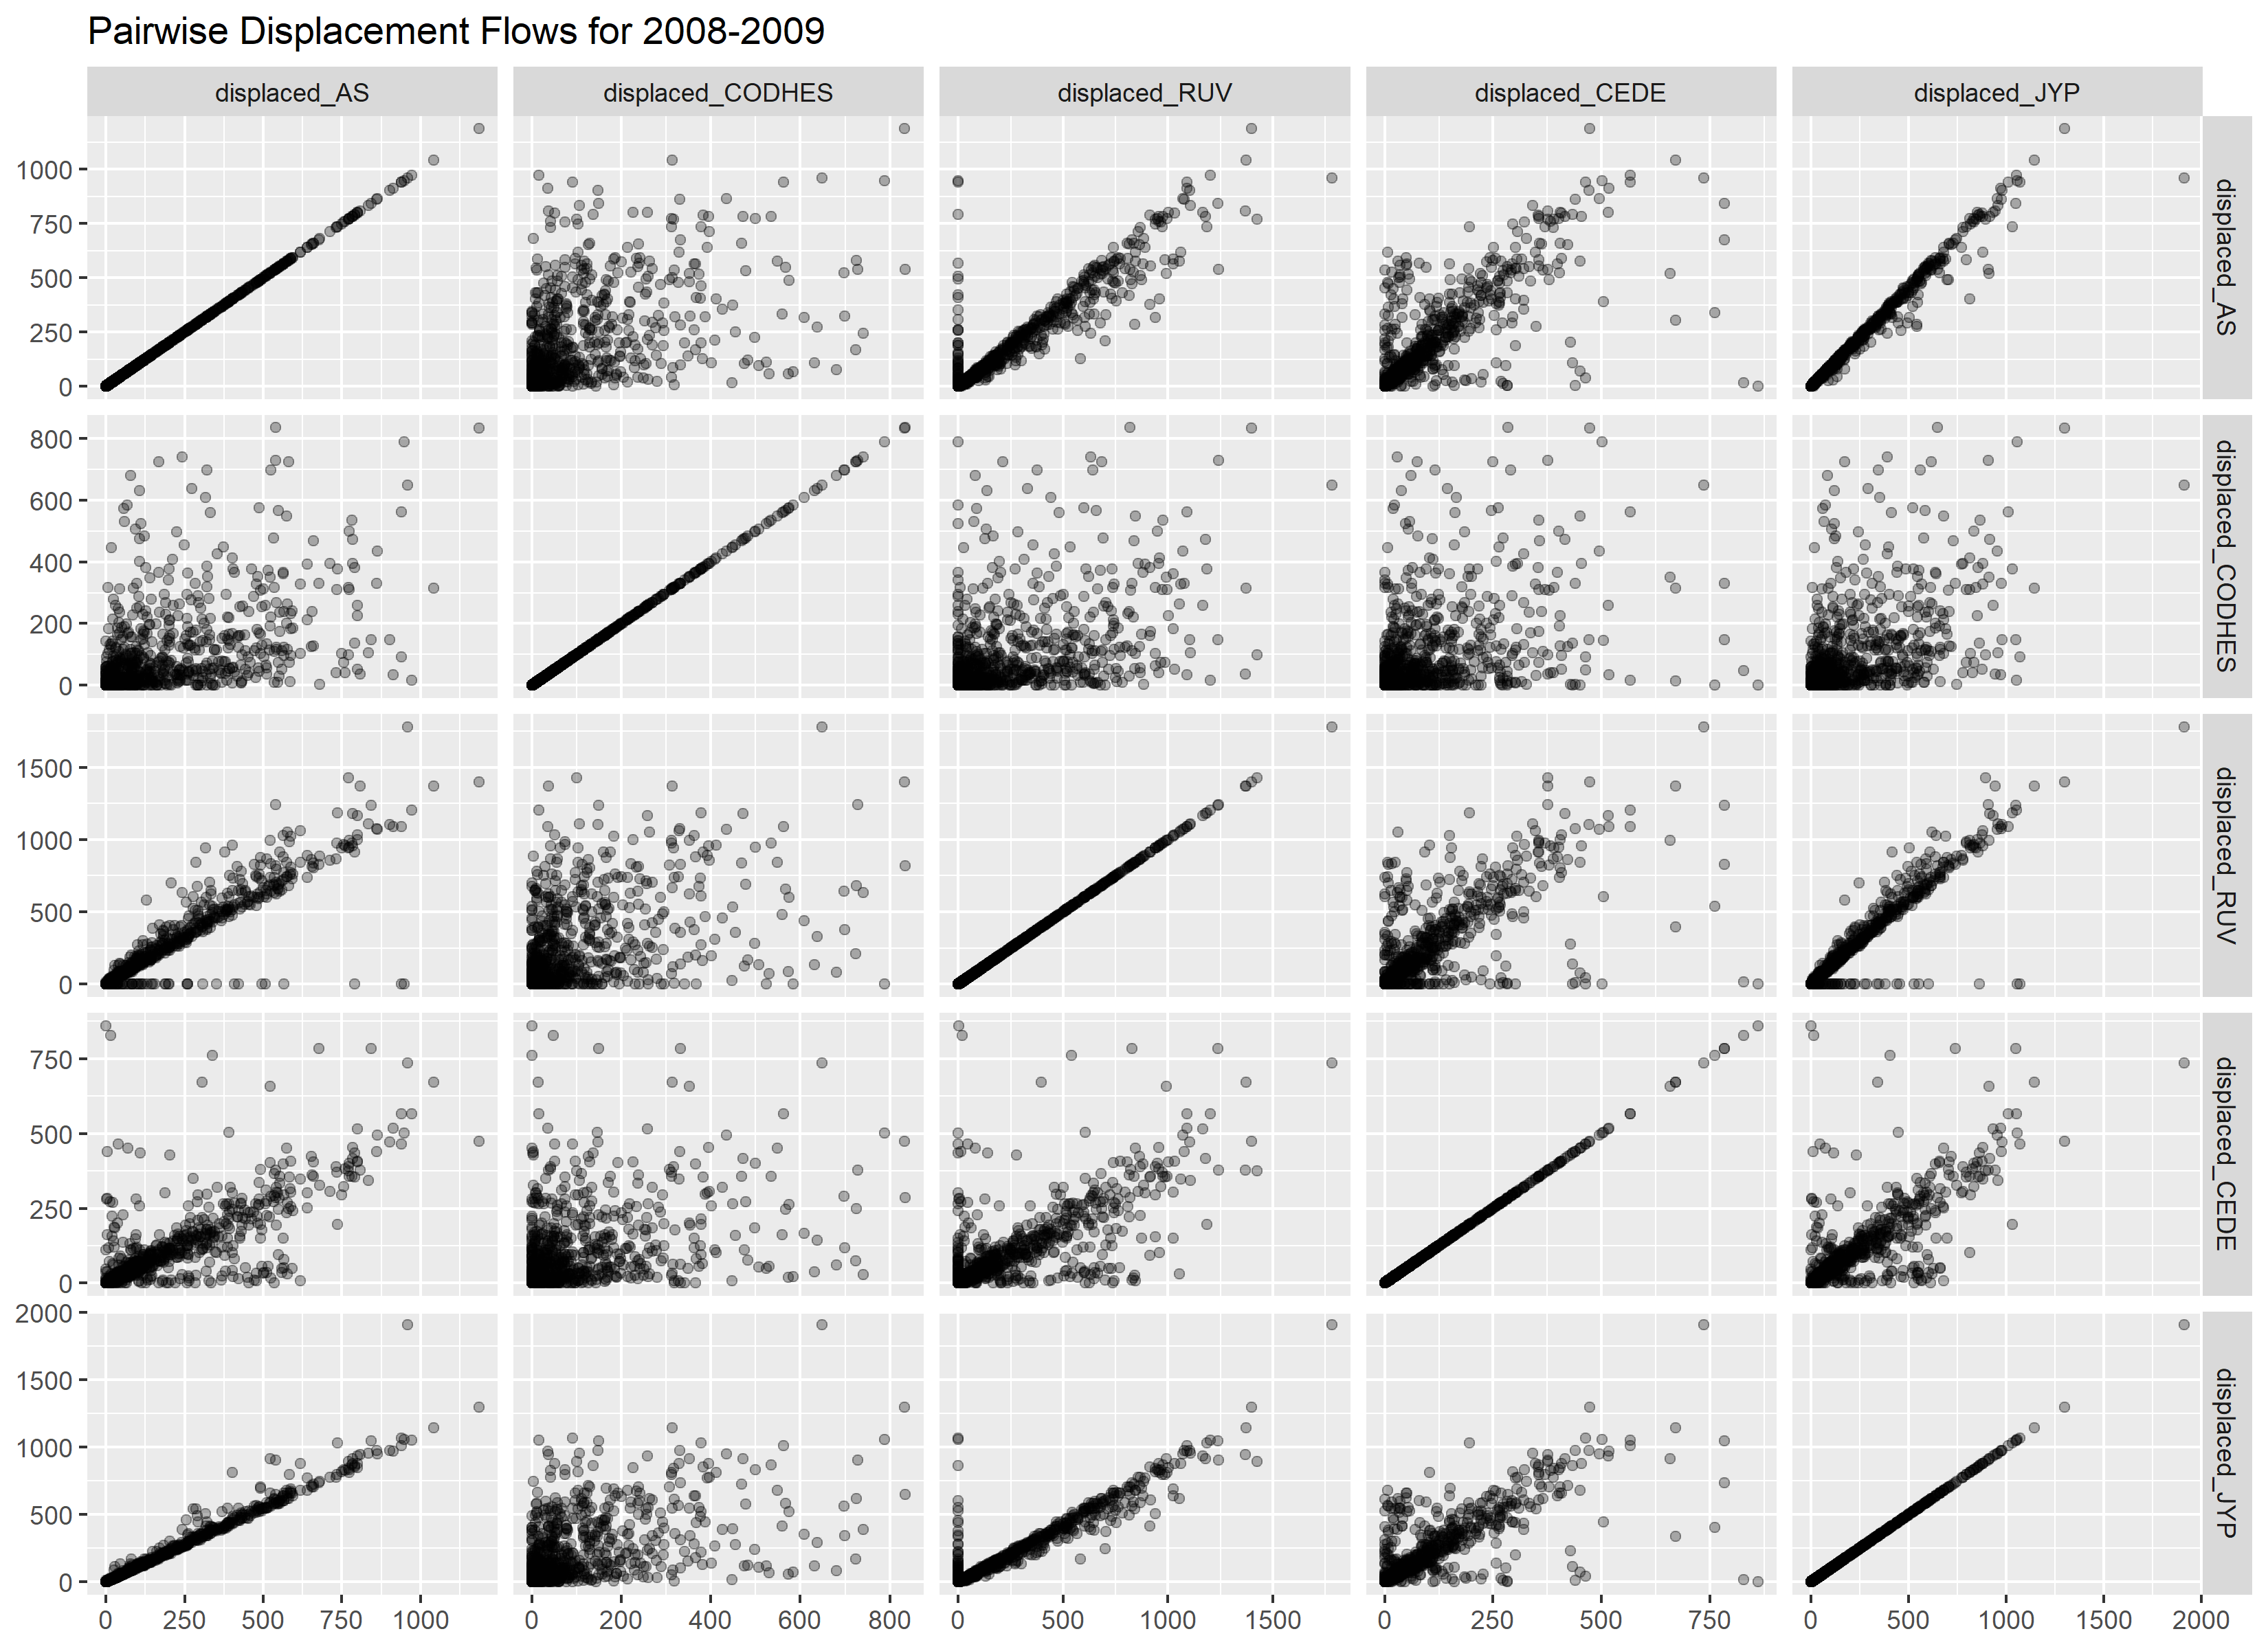 Pairwise Displacement Flows for 2008-2009
displaced_AS displaced_CODHES displaced_RUV displaced_CEDE displaced_JYP
1000
750
500
250
0
displaced_AS
800
600
400
200
0
displaced_CODHES
1500
1000
500
0
displaced_RUV
750
500
250
0
displaced_CEDE
2000
1500
1000
500
0
displaced_JYP
0 250 500 750 1000 0 200 400 600 800 0 500 1000 1500 0 250 500 750 0 500 1000 1500 2000